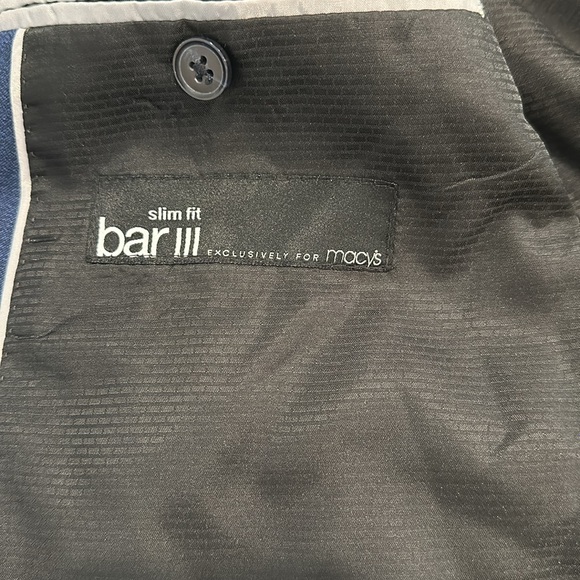 slim fit
bar III EXCLUSIVELY FOR macy's